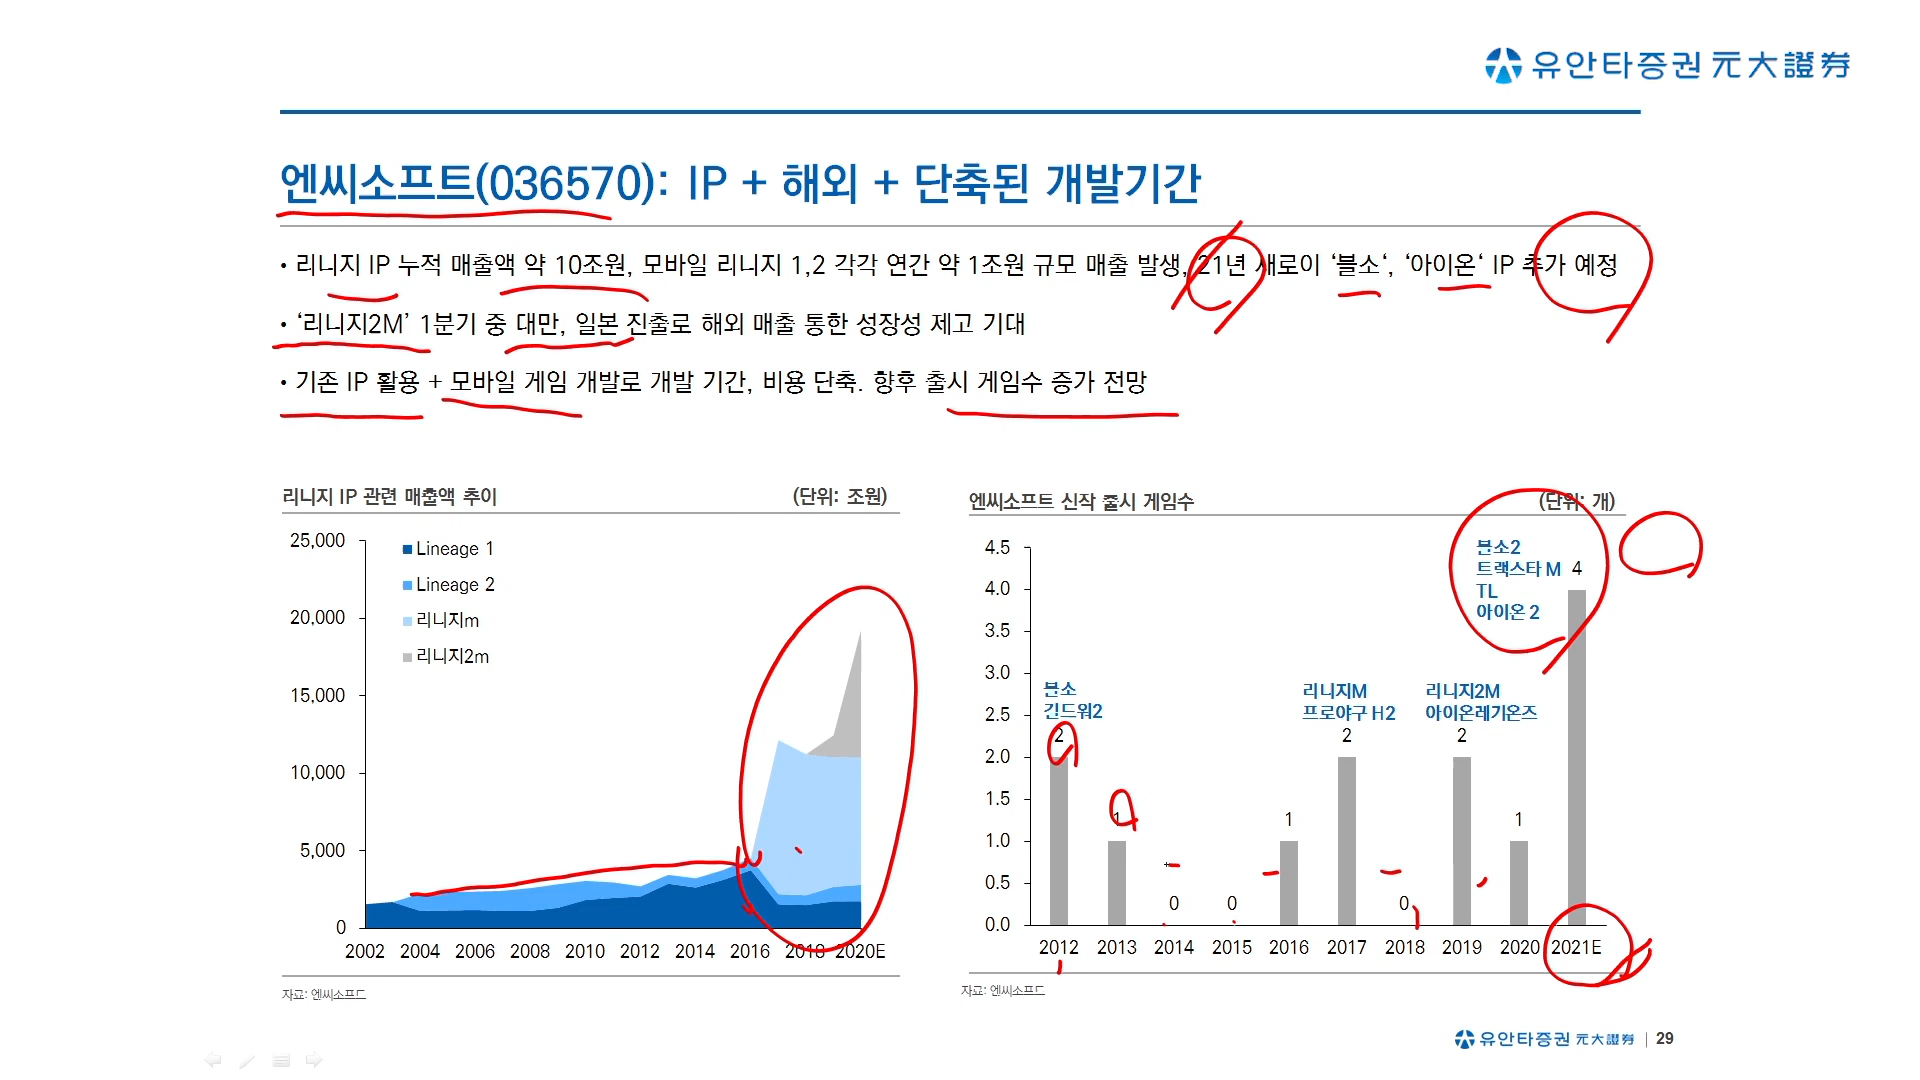 유안타증권 元大證券
엔씨소프트(036570): IP + 해외 + 단축된 개발기간
• 리니지 IP 누적 매출액 약 10조원, 모바일 리니지 1,2 각각 연간 약 1조원 규모 매출 발생, 21년 새로이 ‘블소‘, ‘아이온‘ IP 추가 예정
• ‘리니지2M’ 1분기 중 대만, 일본 진출로 해외 매출 통한 성장성 제고 기대
• 기존 IP 활용 + 모바일 게임 개발로 개발 기간, 비용 단축. 향후 출시 게임수 증가 전망
리니지 IP 관련 매출액 추이 (단위: 조원)
25,000
20,000
15,000
10,000
5,000
0
Lineage 1
Lineage 2
리니지m
리니지2m
2002 2004 2006 2008 2010 2012 2014 2016 2018 2020E
자료: 엔씨소프트
엔씨소프트 신작 출시 게임수 (단위: 개)
4.5
4.0
3.5
3.0
2.5
2.0
1.5
1.0
0.5
0.0
블소
길드워2
2
1
0
0
1
리니지M
프로야구 H2
2
0
리니지2M
아이온레기온즈
2
1
블소2
트랙스타 M
TL
아이온 2
4
2012 2013 2014 2015 2016 2017 2018 2019 2020 2021E
자료: 엔씨소프트
유안타증권 元大證券 | 29